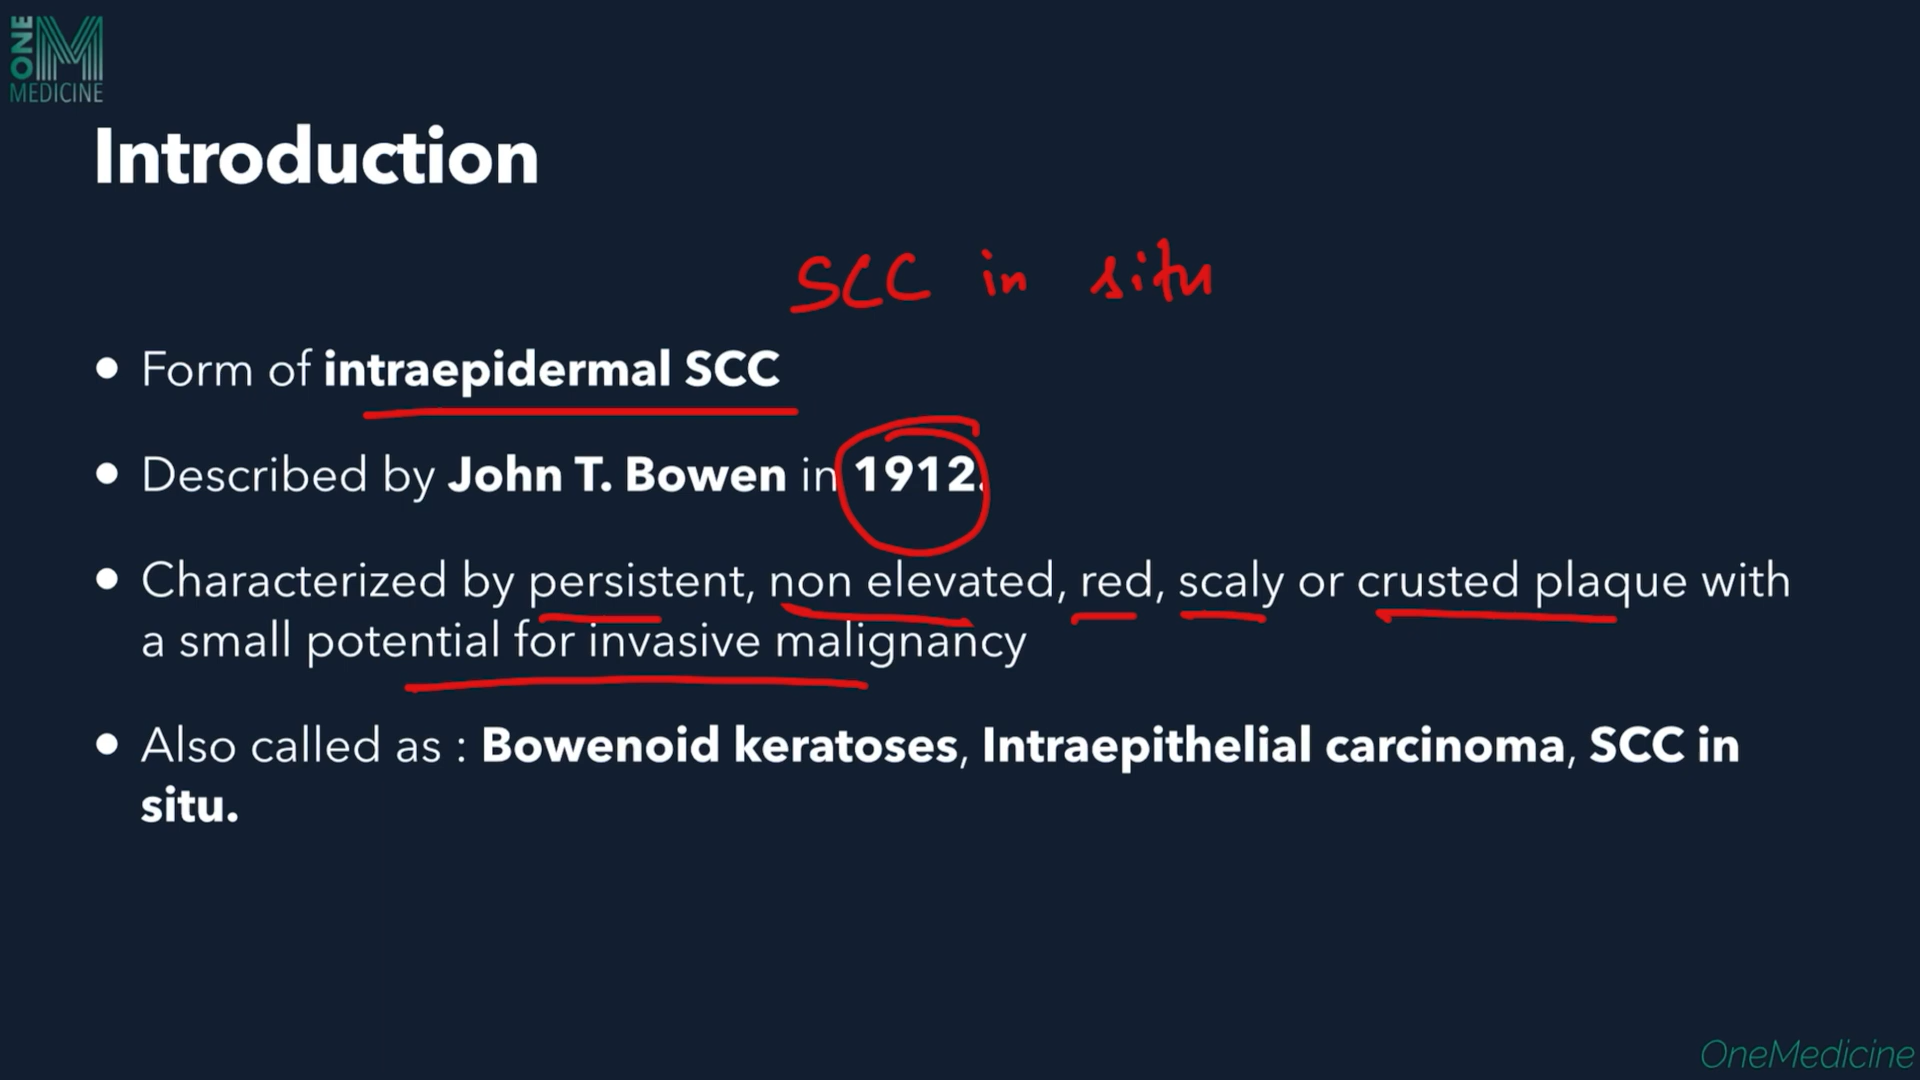 ONE
M
MEDICINE
Introduction
SCC in situ
• Form of intraepidermal SCC
• Described by John T. Bowen in 1912.
• Characterized by persistent, non elevated, red, scaly or crusted plaque with
a small potential for invasive malignancy
• Also called as : Bowenoid keratoses, Intraepithelial carcinoma, SCC in
situ.
OneMedicine